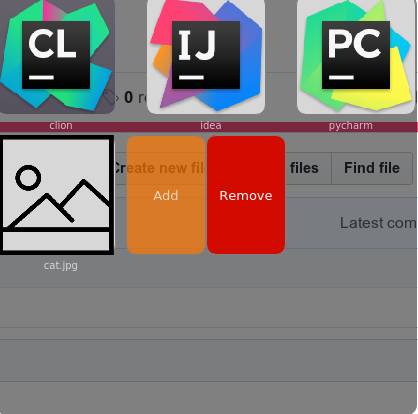 CL
IJ
PC
0 re
clion
idea
pycharm
Create new fil
files
Find file
Add
Remove
Latest com
cat.jpg